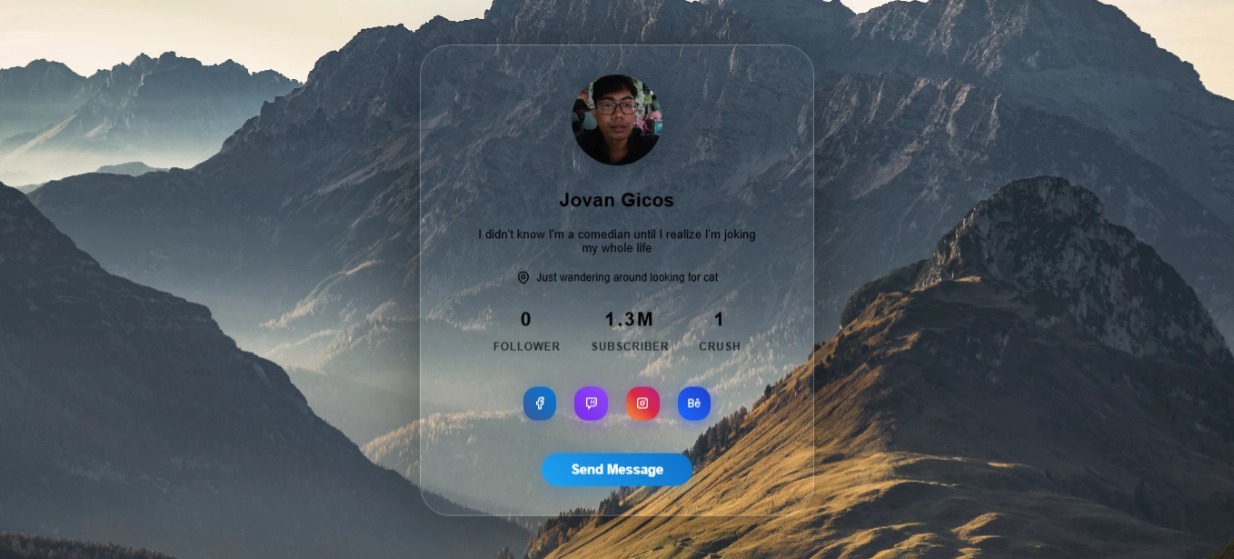 Jovan Gicos
I didn't know I'm a comedian until I realize I'm joking
my whole life
Just wandering around looking for cat
0 1.3M 1
FOLLOWER SUBSCRIBER CRUSH
Bē
Send Message